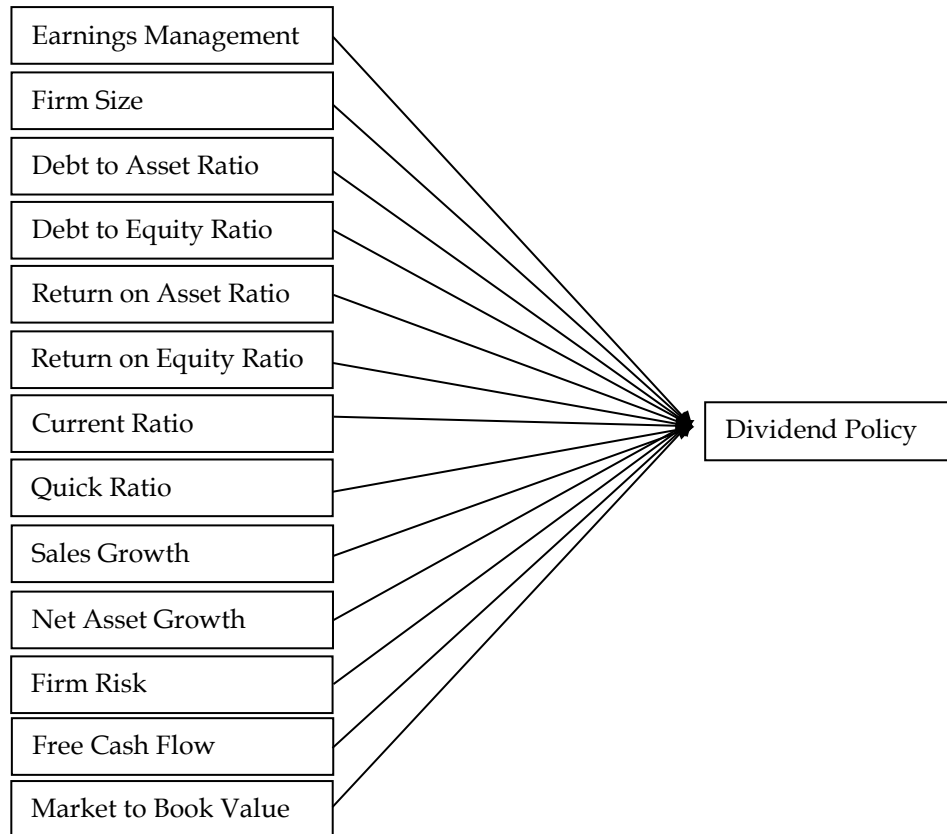 Earnings Management
Firm Size
Debt to Asset Ratio
Debt to Equity Ratio
Return on Asset Ratio
Return on Equity Ratio
Current Ratio
Quick Ratio
Sales Growth
Net Asset Growth
Firm Risk
Free Cash Flow
Market to Book Value
Dividend Policy